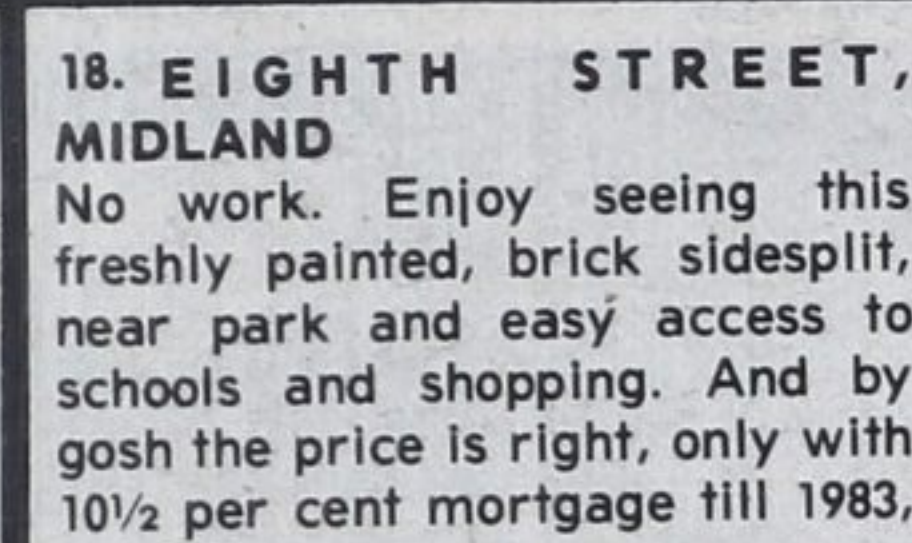 18. EIGHTH STREET,
MIDLAND
No work. Enjoy seeing this
freshly painted, brick sidesplit,
near park and easy access to
schools and shopping. And by
gosh the price is right, only with
10½ per cent mortgage till 1983,